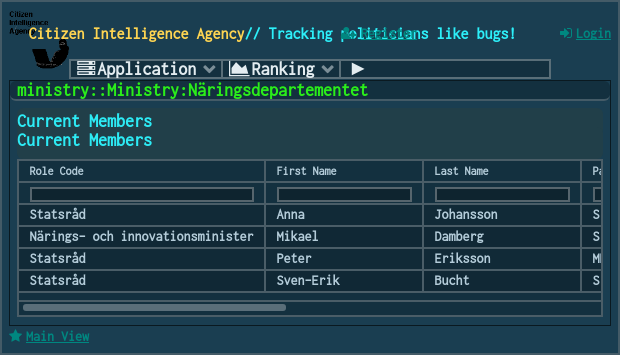 Citizen
Intelligence
Agency
Citizen Intelligence Agency// Tracking politicians like bugs!
Register
Login
Application
Ranking
ministry::Ministry:Näringsdepartementet
Current Members
Current Members
Role Code First Name Last Name Pa
Statsråd Anna Johansson S
Närings- och innovationsminister Mikael Damberg S
Statsråd Peter Eriksson MP
Statsråd Sven-Erik Bucht S
Main View